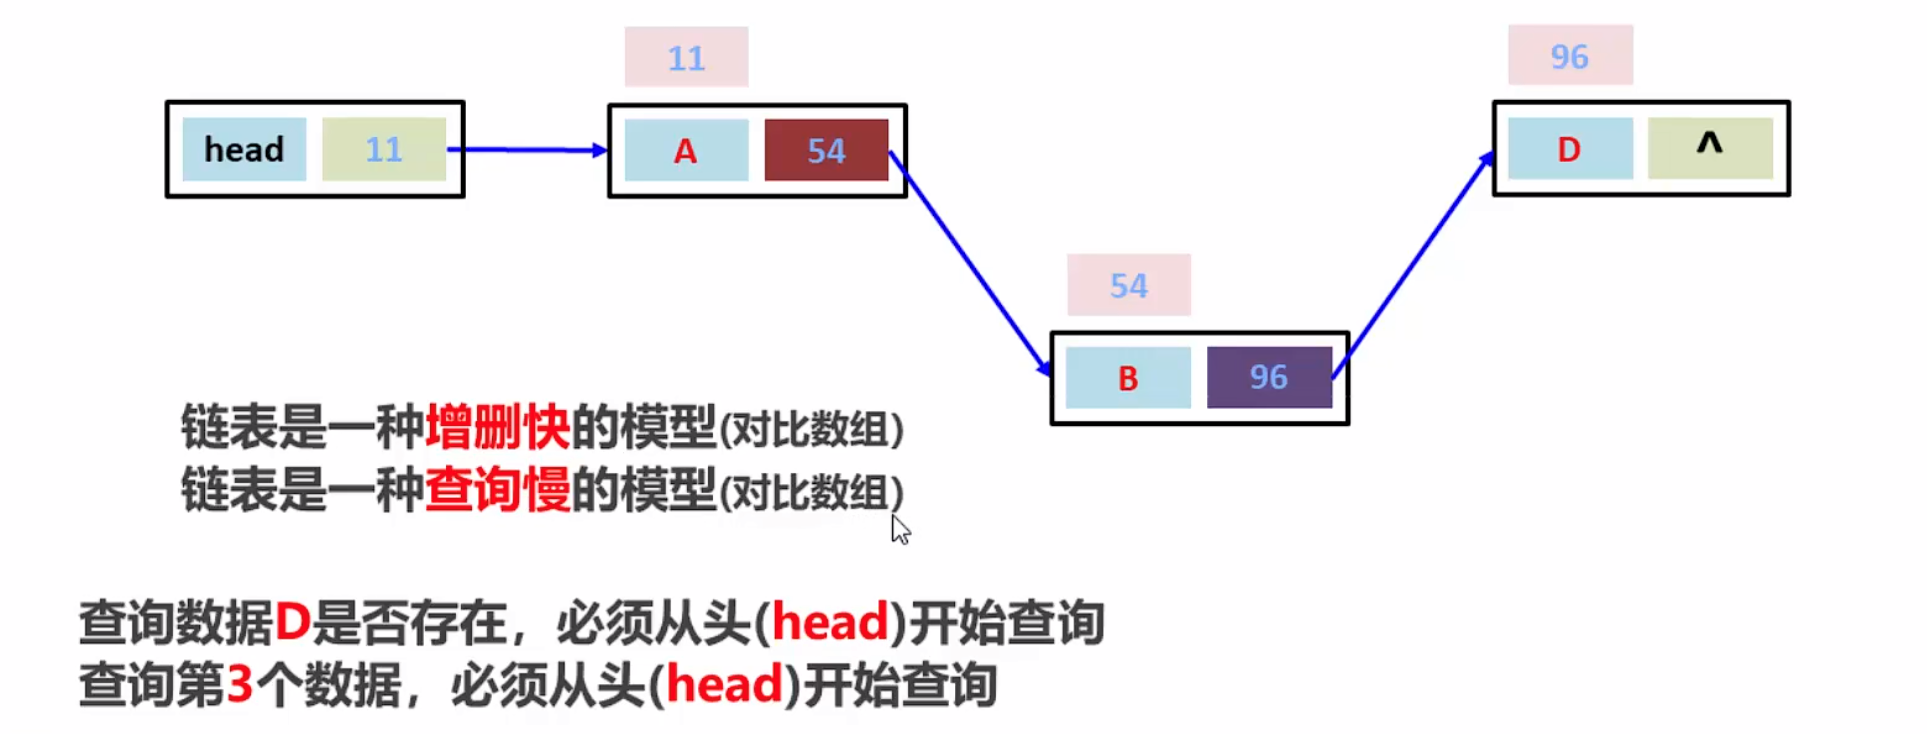 11
96
head 11
A 54
D ^
54
B 96
链表是一种增删快的模型(对比数组)
链表是一种查询慢的模型(对比数组)
查询数据D是否存在，必须从头(head)开始查询
查询第3个数据，必须从头(head)开始查询